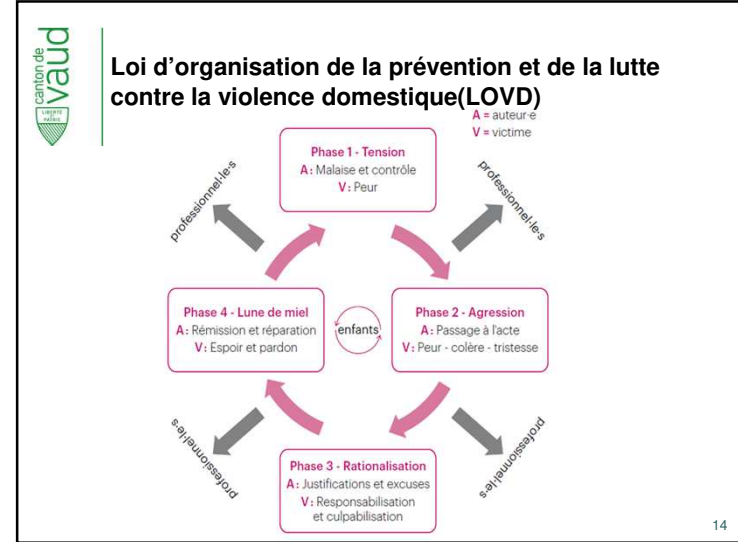 canton de
vaud
LIBERTÉ
ET
PATRIE
Loi d'organisation de la prévention et de la lutte
contre la violence domestique(LOVD)
A = auteur·e
V = victime
Phase 1 - Tension
A : Malaise et contrôle
V : Peur
professionnel·le·s
professionnel·le·s
Phase 4 - Lune de miel
A : Rémission et réparation
V : Espoir et pardon
enfants
Phase 2 - Agression
A : Passage à l'acte
V : Peur - colère - tristesse
professionnel·le·s
professionnel·le·s
Phase 3 - Rationalisation
A : Justifications et excuses
V : Responsabilisation
et culpabilisation
14